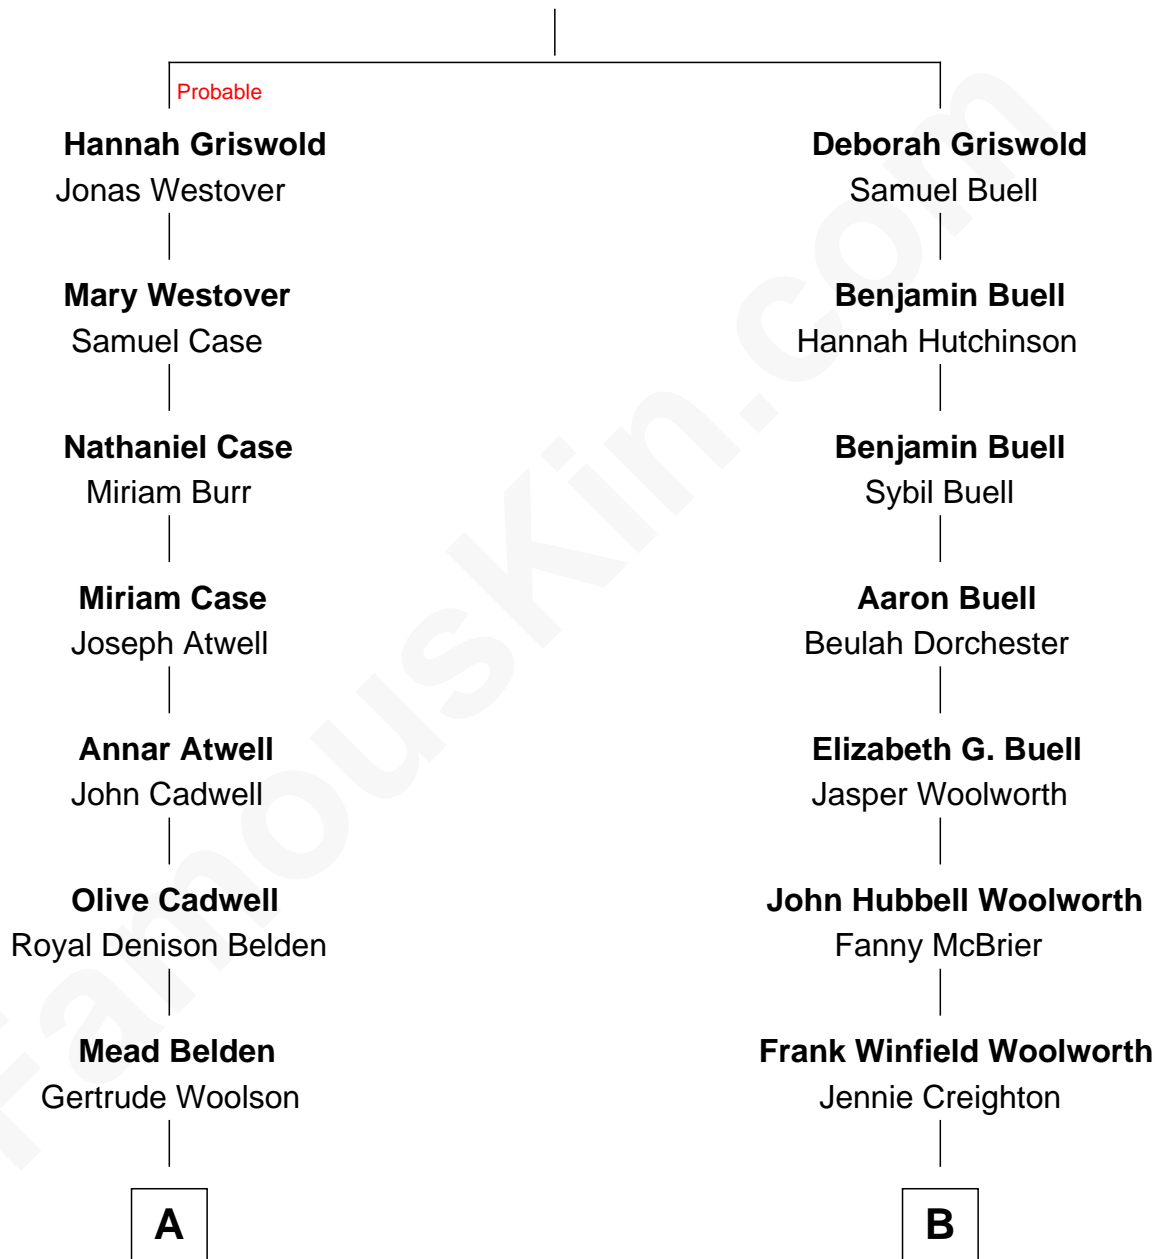 Probable
Hannah Griswold
Jonas Westover
Mary Westover
Samuel Case
Nathaniel Case
Miriam Burr
Miriam Case
Joseph Atwell
Annar Atwell
John Cadwell
Olive Cadwell
Royal Denison Belden
Mead Belden
Gertrude Woolson
A
Deborah Griswold
Samuel Buell
Benjamin Buell
Hannah Hutchinson
Benjamin Buell
Sybil Buell
Aaron Buell
Beulah Dorchester
Elizabeth G. Buell
Jasper Woolworth
John Hubbell Woolworth
Fanny McBrier
Frank Winfield Woolworth
Jennie Creighton
B
FamousKin.com